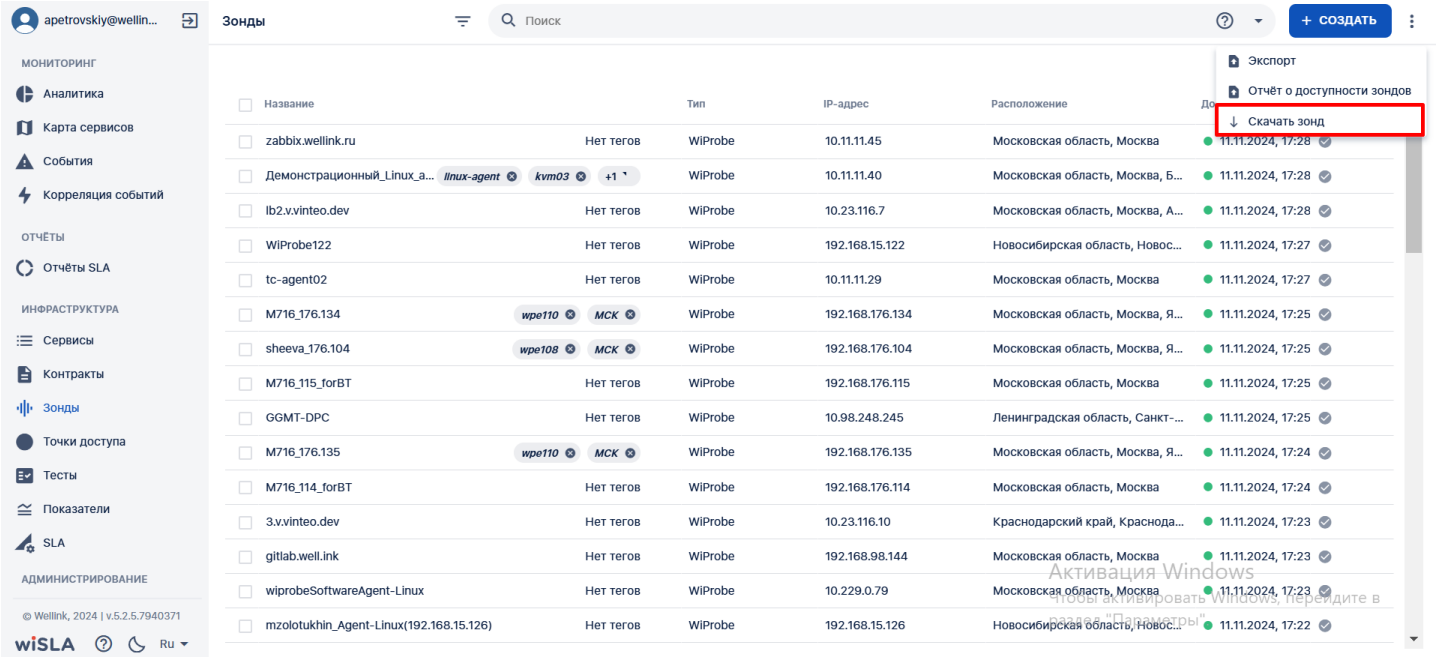 apetrovskiy@wellin...
МОНИТОРИНГ
Аналитика
Карта сервисов
События
Корреляция событий
ОТЧЁТЫ
Отчёты SLA
ИНФРАСТРУКТУРА
Сервисы
Контракты
Зонды
Точки доступа
Тесты
Показатели
SLA
АДМИНИСТРИРОВАНИЕ
© Wellink, 2024 | v.5.2.5.7940371
wiSLA Ru
Зонды Поиск + СОЗДАТЬ
Экспорт
Отчёт о доступности зондов
Скачать зонд
Название Тип IP-адрес Расположение До
zabbix.wellink.ru Нет тегов WiProbe 10.11.11.45 Московская область, Москва 11.11.2024, 17:28
Демонстрационный_Linux_a... linux-agent kvm03 +1 WiProbe 10.11.11.40 Московская область, Москва, Б... 11.11.2024, 17:28
lb2.v.vinteo.dev Нет тегов WiProbe 10.23.116.7 Московская область, Москва, А... 11.11.2024, 17:28
WiProbe122 Нет тегов WiProbe 192.168.15.122 Новосибирская область, Новос... 11.11.2024, 17:27
tc-agent02 Нет тегов WiProbe 10.11.11.29 Московская область, Москва 11.11.2024, 17:27
M716_176.134 wpe110 МСК WiProbe 192.168.176.134 Московская область, Москва, Я... 11.11.2024, 17:25
sheeva_176.104 wpe108 МСК WiProbe 192.168.176.104 Московская область, Москва, Я... 11.11.2024, 17:25
M716_115_forBT Нет тегов WiProbe 192.168.176.115 Московская область, Москва 11.11.2024, 17:25
GGMT-DPC Нет тегов WiProbe 10.98.248.245 Ленинградская область, Санкт-... 11.11.2024, 17:25
M716_176.135 wpe110 МСК WiProbe 192.168.176.135 Московская область, Москва, Я... 11.11.2024, 17:24
M716_114_forBT Нет тегов WiProbe 192.168.176.114 Московская область, Москва 11.11.2024, 17:24
3.v.vinteo.dev Нет тегов WiProbe 10.23.116.10 Краснодарский край, Краснода... 11.11.2024, 17:23
gitlab.well.ink Нет тегов WiProbe 192.168.98.144 Московская область, Москва 11.11.2024, 17:23
wiprobeSoftwareAgent-Linux Нет тегов WiProbe 10.229.0.79 Московская область, Москва 11.11.2024, 17:23
mzolotukhin_Agent-Linux(192.168.15.126) Нет тегов WiProbe 192.168.15.126 Новосибирская область, Новос... 11.11.2024, 17:22
Активация Windows
Чтобы активировать Windows, перейдите в
раздел "Параметры".